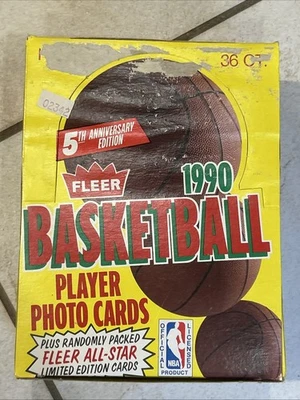 36 CT.
02342
5TH ANNIVERSARY
EDITION
FLEER
1990
BASKETBALL
PLAYER
PHOTO CARDS
PLUS RANDOMLY PACKED
FLEER ALL-STAR
LIMITED EDITION CARDS
OFFICIAL LICENSED
NBA
PRODUCT